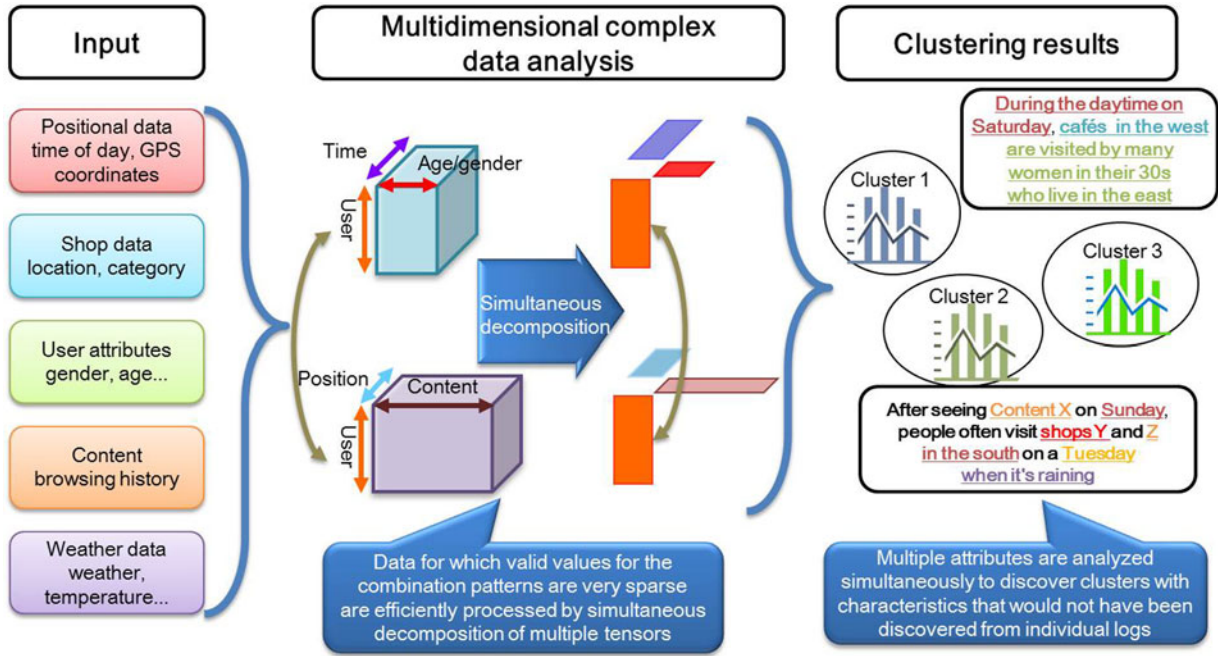 Input
Multidimensional complex
data analysis
Clustering results
Positional data
time of day, GPS
coordinates
Shop data
location, category
User attributes
gender, age...
Content
browsing history
Weather data
weather,
temperature...
Time
Age/gender
User
Position
Content
User
Simultaneous
decomposition
Data for which valid values for the
combination patterns are very sparse
are efficiently processed by simultaneous
decomposition of multiple tensors
During the daytime on
Saturday, cafés in the west
are visited by many
women in their 30s
who live in the east
Cluster 1
Cluster 3
Cluster 2
After seeing Content X on Sunday,
people often visit shops Y and Z
in the south on a Tuesday
when it's raining
Multiple attributes are analyzed
simultaneously to discover clusters with
characteristics that would not have been
discovered from individual logs